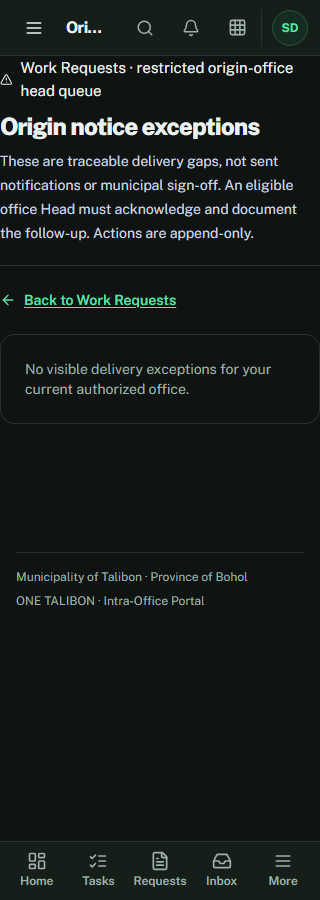 Ori...
SD
Work Requests · restricted origin-office
head queue
Origin notice exceptions
These are traceable delivery gaps, not sent
notifications or municipal sign-off. An eligible
office Head must acknowledge and document
the follow-up. Actions are append-only.
Back to Work Requests
No visible delivery exceptions for your
current authorized office.
Municipality of Talibon · Province of Bohol
ONE TALIBON · Intra-Office Portal
Home Tasks Requests Inbox More